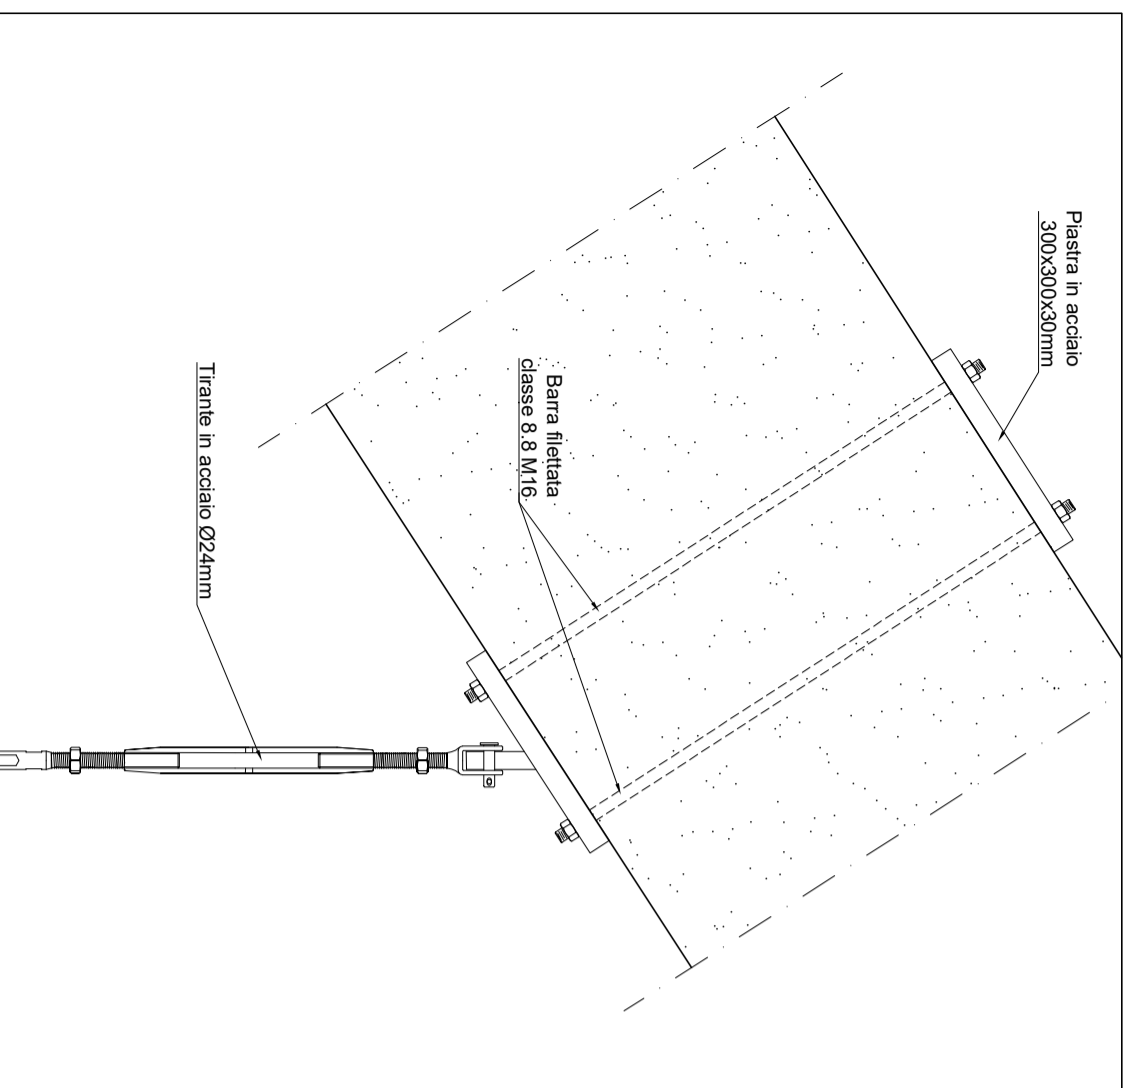 Piastra in acciaio
300x300x30mm
Barra filettata
classe 8.8 M16
Tirante in acciaio Ø24mm